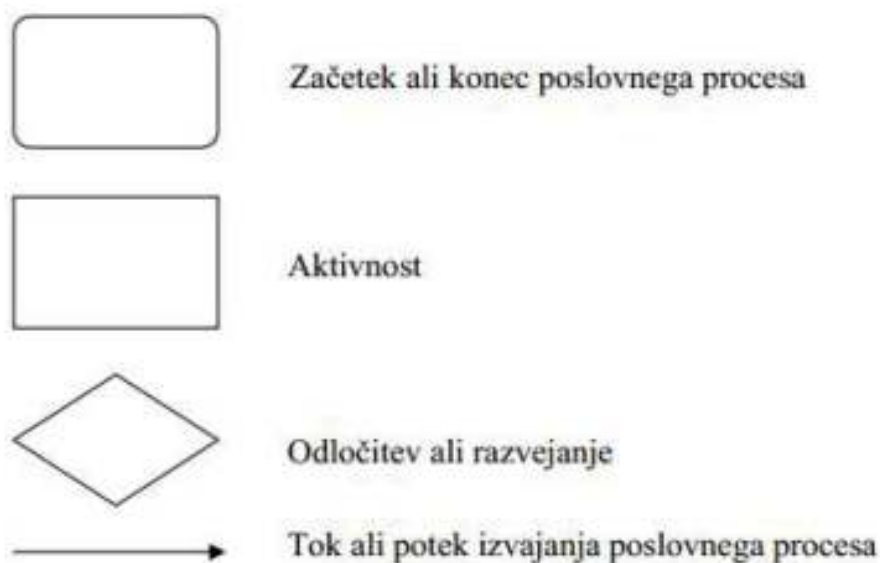 Začetek ali konec poslovnega procesa
Aktivnost
Odločitev ali razvejanje
Tok ali potek izvajanja poslovnega procesa